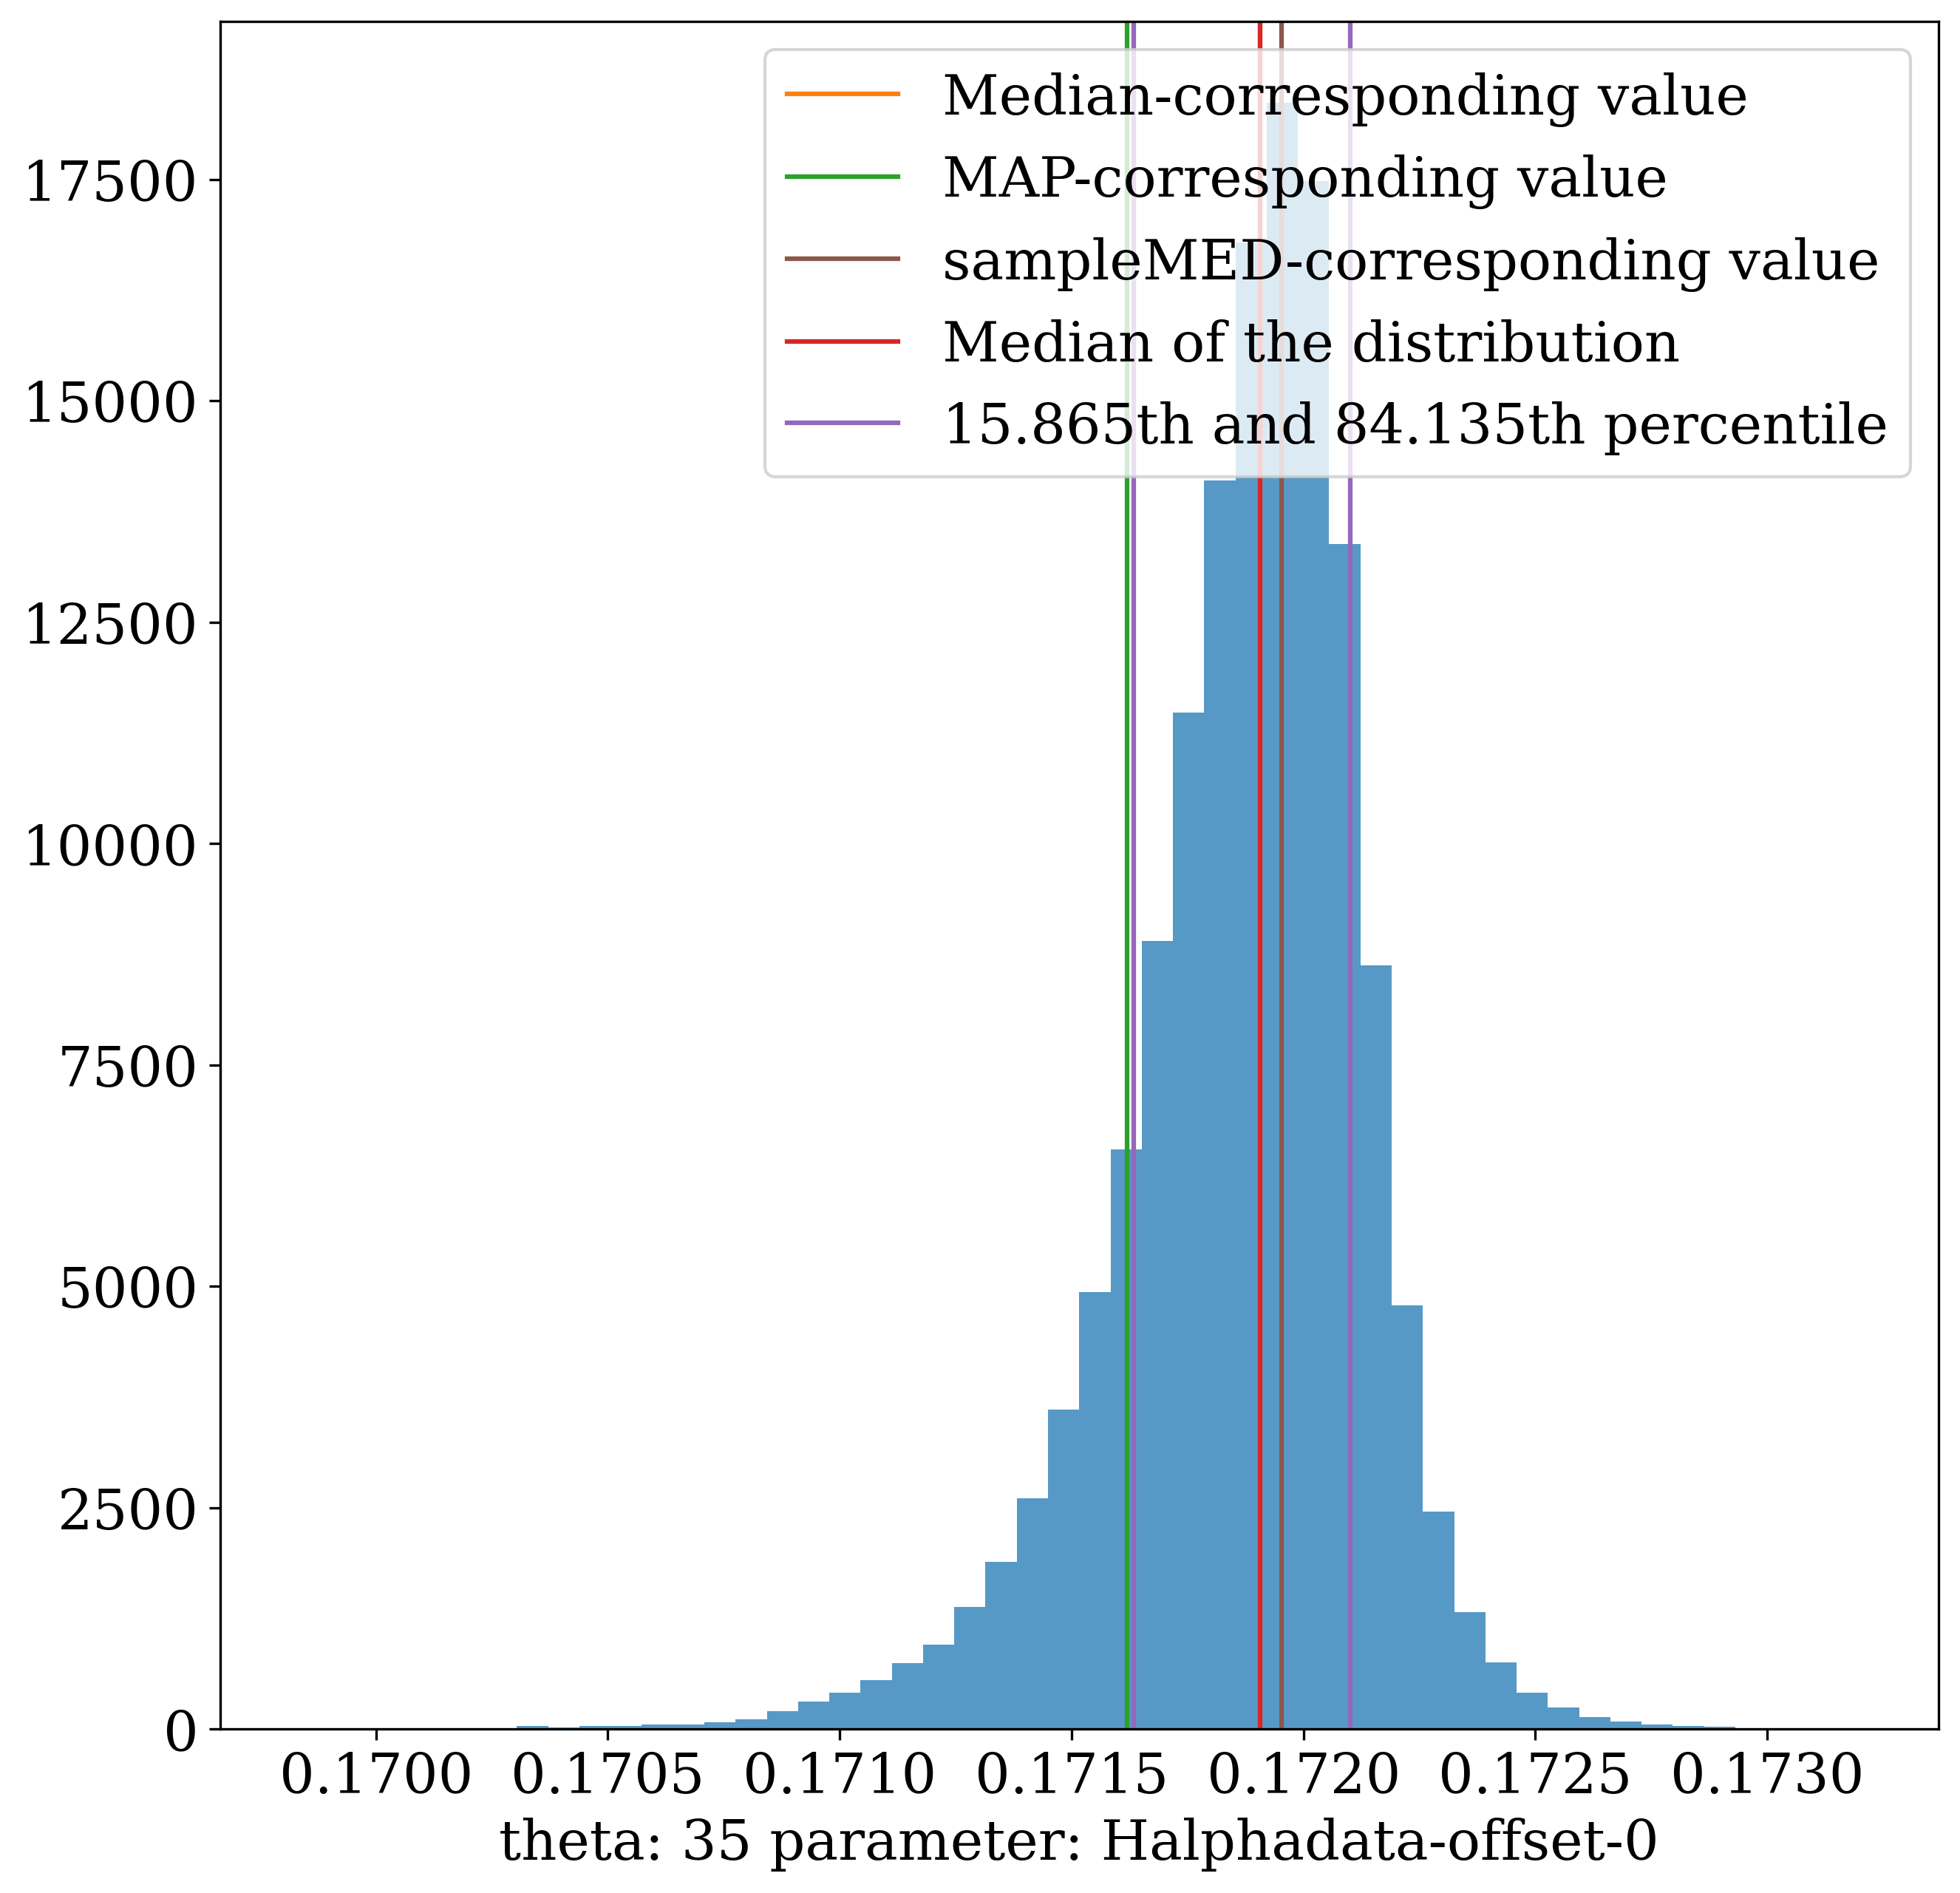 Median-corresponding value
MAP-corresponding value
sampleMED-corresponding value
Median of the distribution
15.865th and 84.135th percentile
17500
15000
12500
10000
7500
5000
2500
0
0.1700 0.1705 0.1710 0.1715 0.1720 0.1725 0.1730
theta: 35 parameter: Halphadata-offset-0